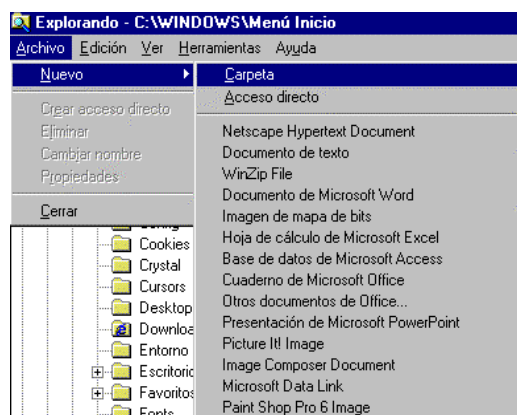 Explorando - C:\WINDOWS\Menú Inicio
Archivo Edición Ver Herramientas Ayuda
Nuevo
Crear acceso directo
Eliminar
Cambiar nombre
Propiedades
Cerrar
Carpeta
Acceso directo
Netscape Hypertext Document
Documento de texto
WinZip File
Documento de Microsoft Word
Imagen de mapa de bits
Hoja de cálculo de Microsoft Excel
Base de datos de Microsoft Access
Cuaderno de Microsoft Office
Otros documentos de Office...
Presentación de Microsoft PowerPoint
Picture It! Image
Image Composer Document
Microsoft Data Link
Paint Shop Pro 6 Image
Cookies
Crystal
Cursors
Desktop
Downloa
Entorno
Escritorio
Favoritos
Fonts